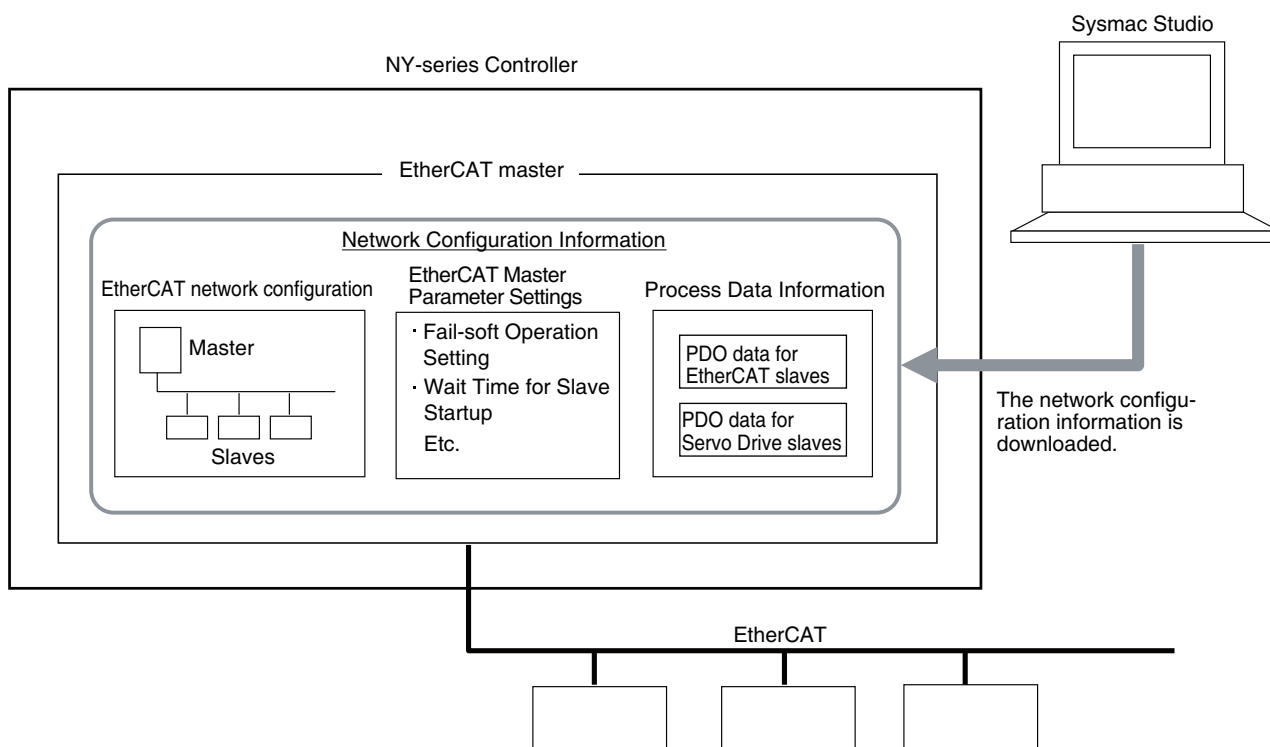 Sysmac Studio
NY-series Controller
EtherCAT master
Network Configuration Information
EtherCAT network configuration
Master
Slaves
EtherCAT Master
Parameter Settings
· Fail-soft Operation
Setting
· Wait Time for Slave
Startup
Etc.
Process Data Information
PDO data for
EtherCAT slaves
PDO data for
Servo Drive slaves
The network configu-
ration information is
downloaded.
EtherCAT